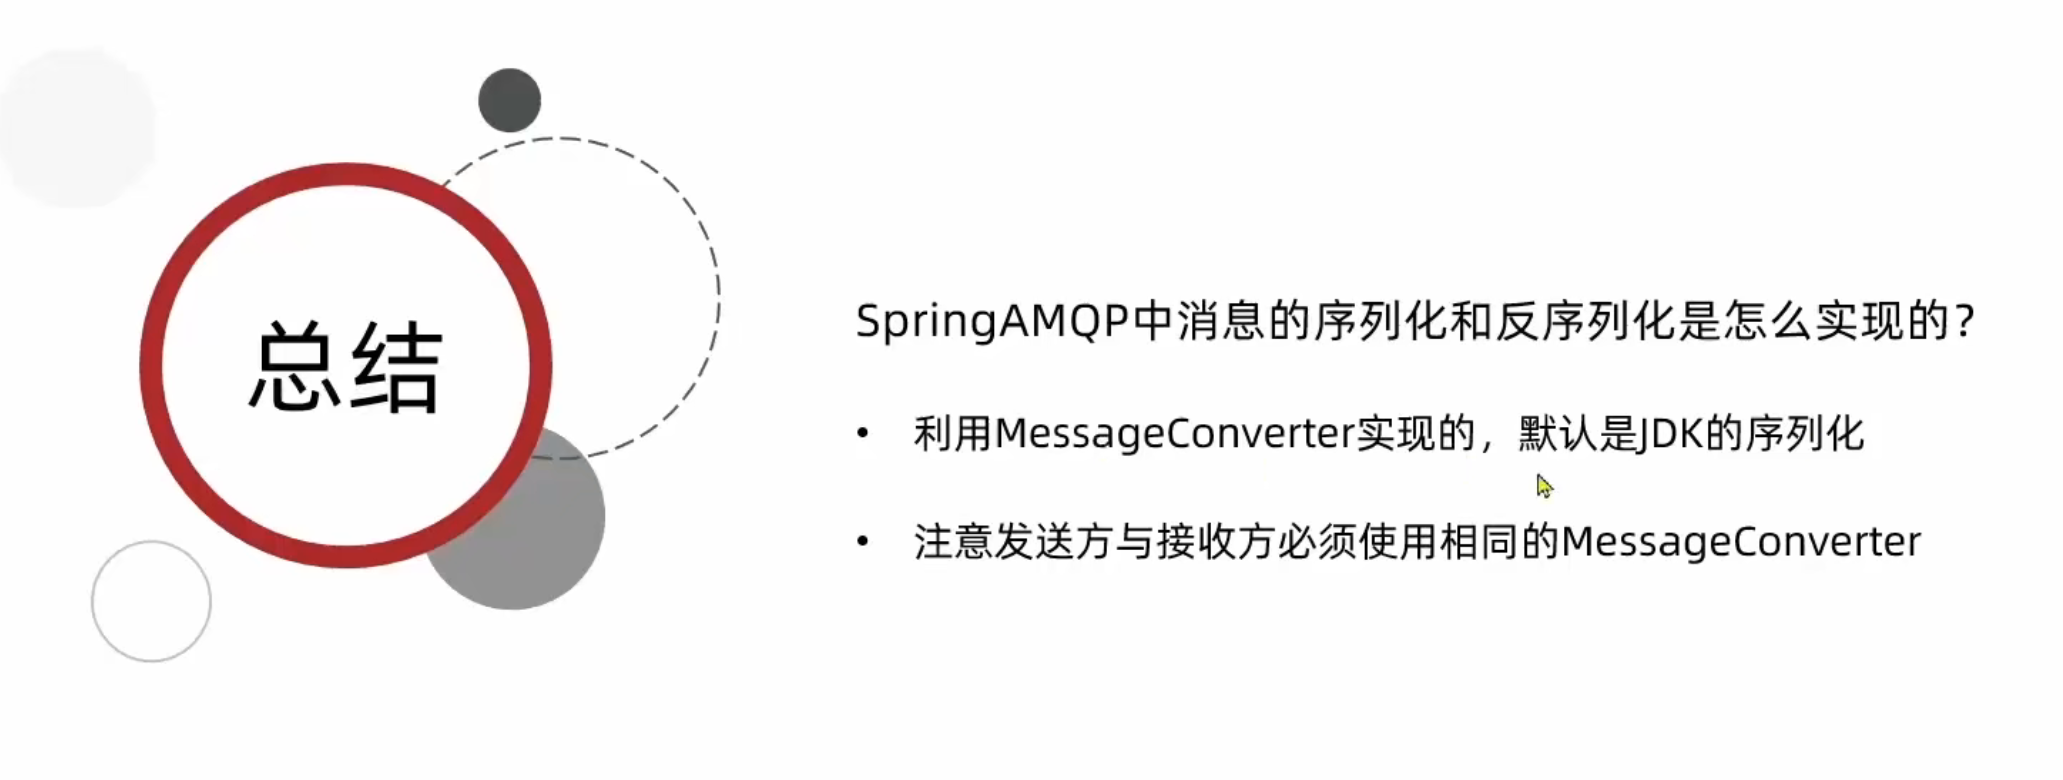 总结
SpringAMQP中消息的序列化和反序列化是怎么实现的?
• 利用MessageConverter实现的，默认是JDK的序列化
• 注意发送方与接收方必须使用相同的MessageConverter